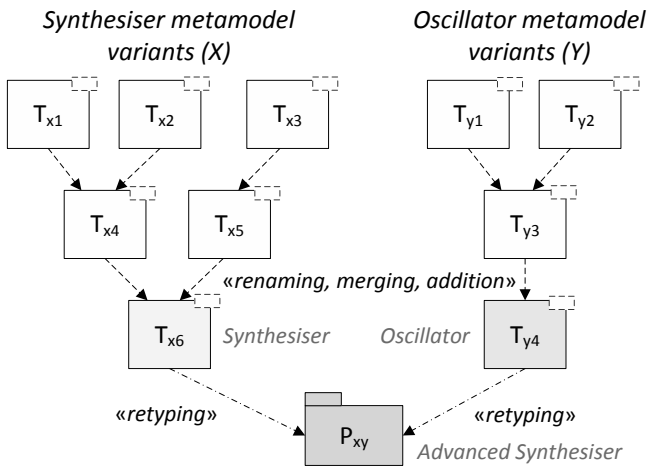 Synthesiser metamodel
variants (X)
Oscillator metamodel
variants (Y)
Tx1
Tx2
Tx3
Ty1
Ty2
Tx4
Tx5
Ty3
«renaming, merging, addition»
Tx6
Synthesiser
Oscillator
Ty4
«retyping»
Pxy
«retyping»
Advanced Synthesiser